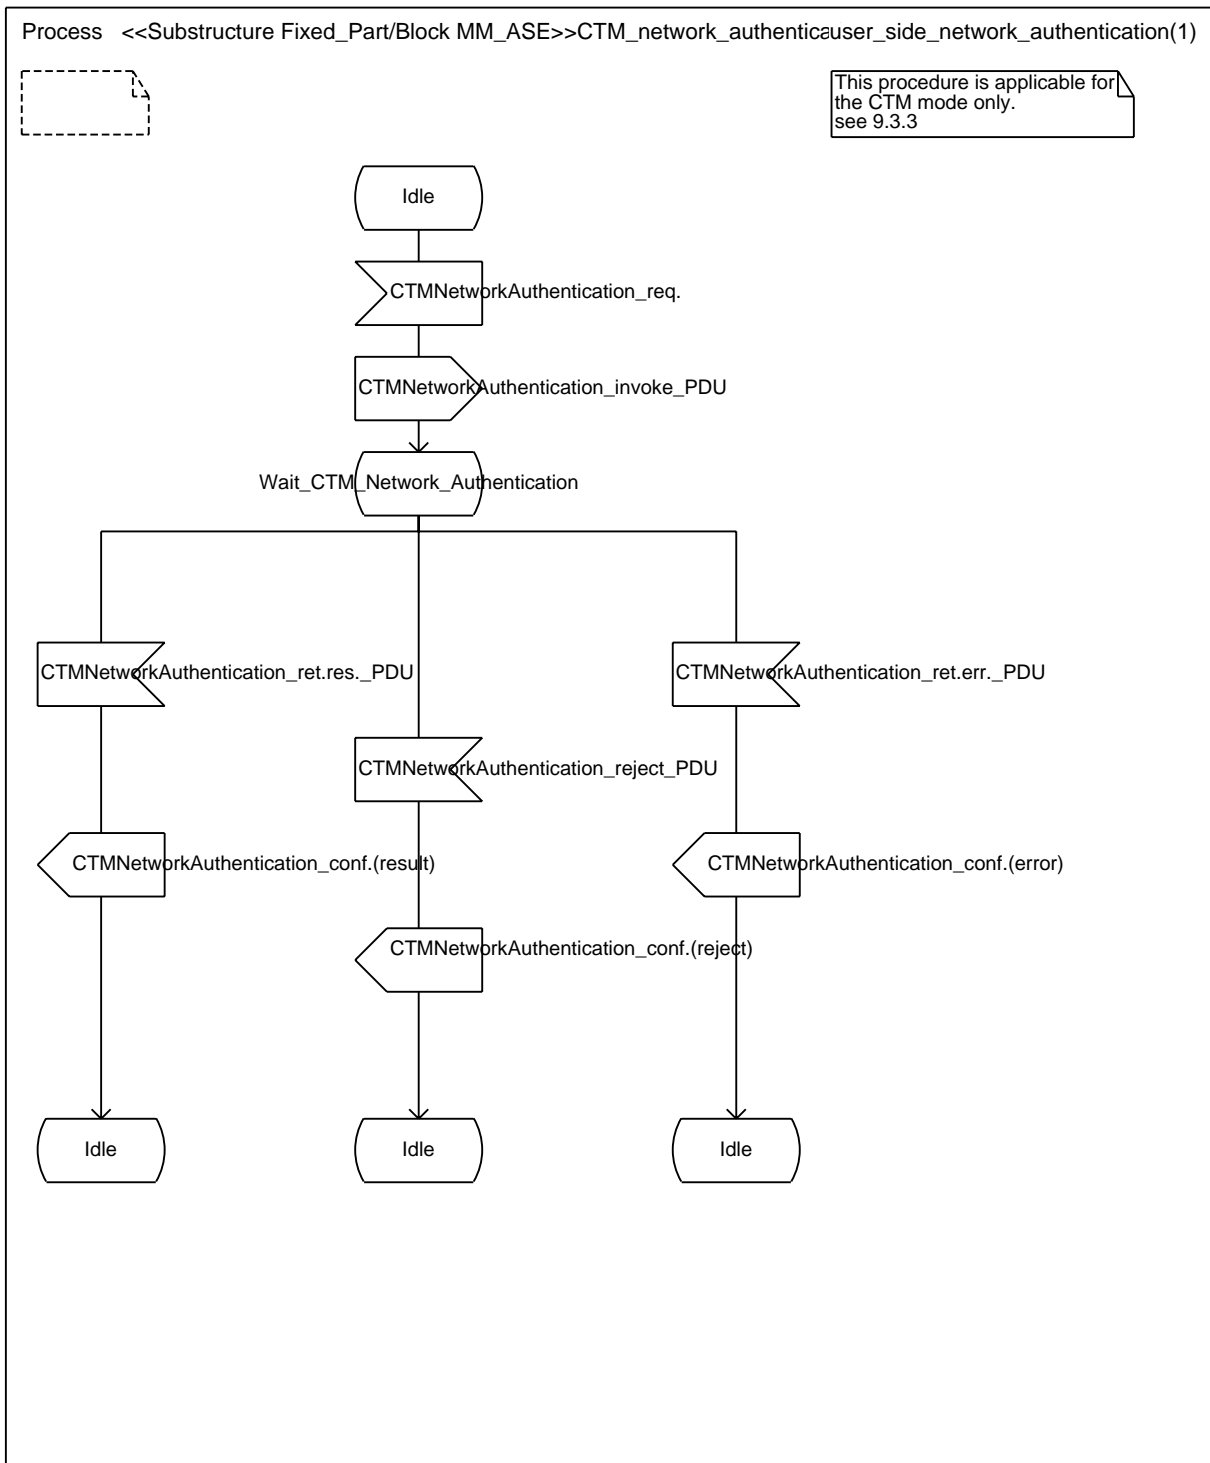 Process <<Substructure Fixed_Part/Block MM_ASE>>CTM_network_authenticauser_side_network_authentication(1)
This procedure is applicable for
the CTM mode only.
see 9.3.3
Idle
CTMNetworkAuthentication_req.
CTMNetworkAuthentication_invoke_PDU
Wait_CTM_Network_Authentication
CTMNetworkAuthentication_ret.res._PDU
CTMNetworkAuthentication_ret.err._PDU
CTMNetworkAuthentication_reject_PDU
CTMNetworkAuthentication_conf.(result)
CTMNetworkAuthentication_conf.(error)
CTMNetworkAuthentication_conf.(reject)
Idle
Idle
Idle